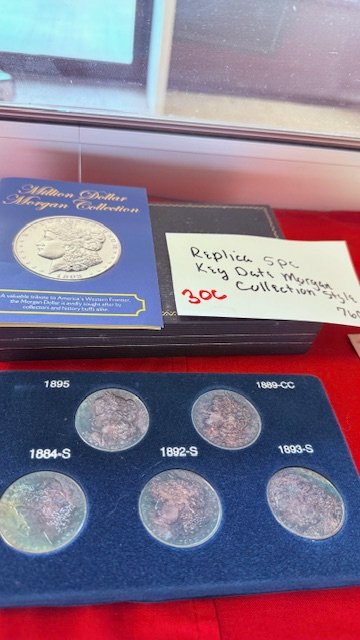 Million Dollar
Morgan Collection
1893
A valuable tribute to America's Western Frontier,
the Morgan Dollar is avidly sought after by
collectors and history buffs alike.
Replica 5pc
Key Date Morgan
Collection Style
30C
1895
1889-CC
1884-S
1892-S
1893-S